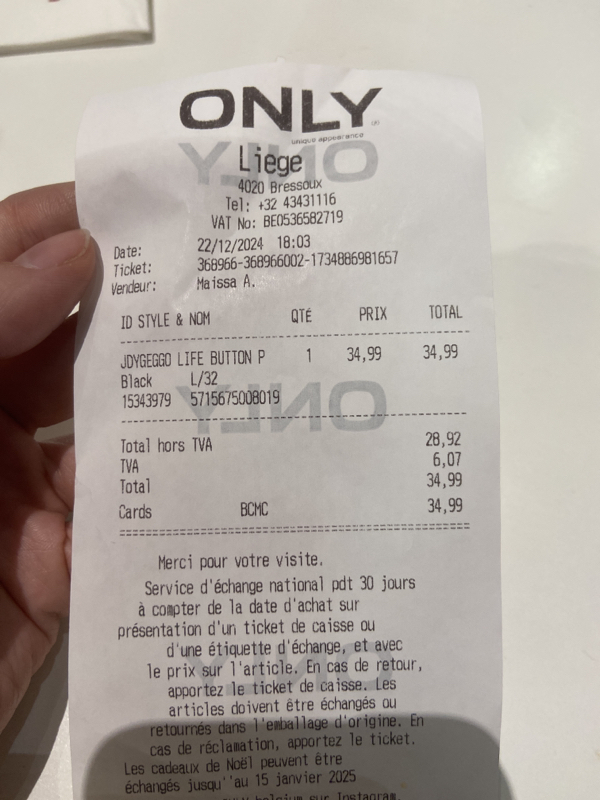 ONLY
unique appearance
Liege
4020 Bressoux
Tel: +32 43431116
VAT No: BE0536582719
Date: 22/12/2024 18:03
Ticket: 368966-368966002-1734886981657
Vendeur: Maissa A.
ID STYLE & NOM QTÉ PRIX TOTAL
JDYGEGGO LIFE BUTTON P 1 34,99 34,99
Black L/32
15343979 5715675008019
Total hors TVA 28,92
TVA 6,07
Total 34,99
Cards BCMC 34,99
Merci pour votre visite.
Service d'échange national pdt 30 jours
à compter de la date d'achat sur
présentation d'un ticket de caisse ou
d'une étiquette d'échange, et avec
le prix sur l'article. En cas de retour,
apportez le ticket de caisse. Les
articles doivent être échangés ou
retournés dans l'emballage d'origine. En
cas de réclamation, apportez le ticket.
Les cadeaux de Noël peuvent être
échangés jusqu''au 15 janvier 2025
belgium sur Instagram.